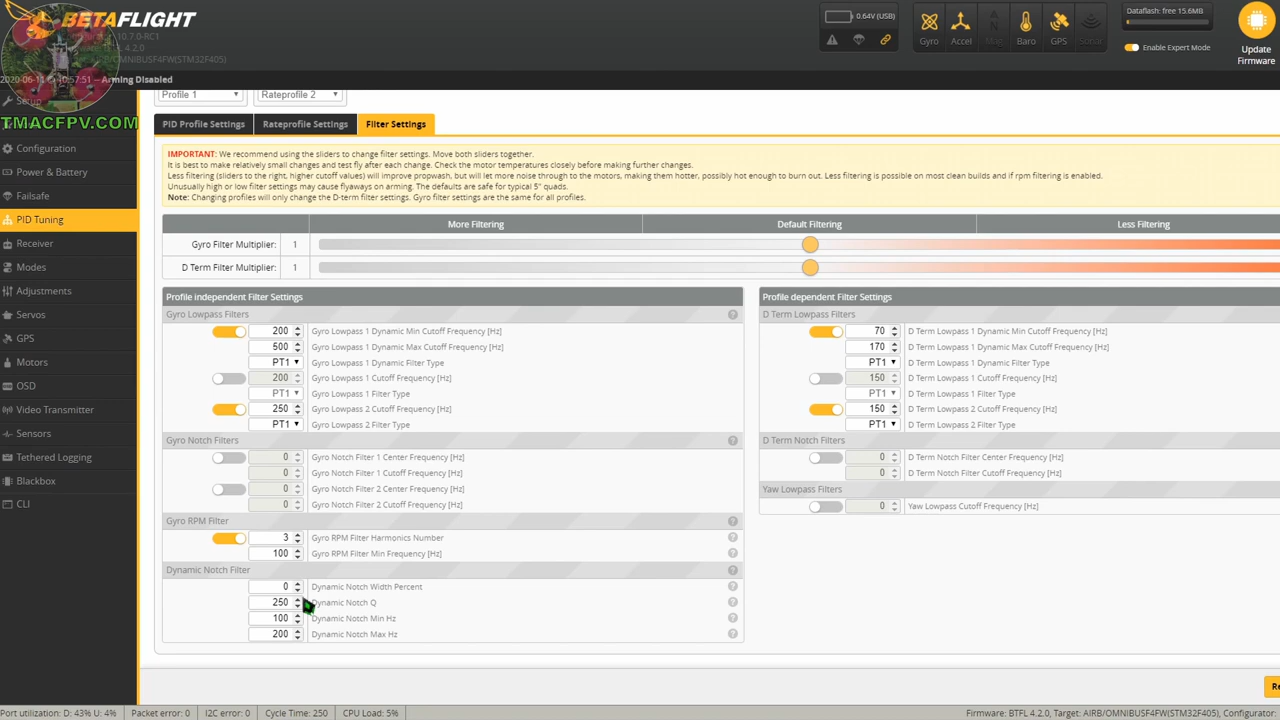 BETAFLIGHT
10.7.0-RC1
4.2.0
AIRB/OMNIBUSF4FW(STM32F405)
2020-06-11 @ 10:57:51 -- Arming Disabled
TMACFPV.COM
0.64V (USB)
Gyro
Accel
Mag
Baro
GPS
Sonar
Dataflash: free 15.6MB
Enable Expert Mode
Update
Firmware
Setup
Configuration
Power & Battery
Failsafe
PID Tuning
Receiver
Modes
Adjustments
Servos
GPS
Motors
OSD
Video Transmitter
Sensors
Tethered Logging
Blackbox
CLI
Profile 1
Rateprofile 2
PID Profile Settings
Rateprofile Settings
Filter Settings
IMPORTANT: We recommend using the sliders to change filter settings. Move both sliders together.
It is best to make relatively small changes and test fly after each change. Check the motor temperatures closely before making further changes.
Less filtering (sliders to the right, higher cutoff values) will improve propwash, but will let more noise through to the motors, making them hotter, possibly hot enough to burn out. Less filtering is possible on most clean builds and if rpm filtering is enabled.
Unusually high or low filter settings may cause flyaways on arming. The defaults are safe for typical 5" quads.
Note: Changing profiles will only change the D-term filter settings. Gyro filter settings are the same for all profiles.
More Filtering
Default Filtering
Less Filtering
Gyro Filter Multiplier: 1
D Term Filter Multiplier: 1
Profile independent Filter Settings
Gyro Lowpass Filters
200 Gyro Lowpass 1 Dynamic Min Cutoff Frequency [Hz]
500 Gyro Lowpass 1 Dynamic Max Cutoff Frequency [Hz]
PT1 Gyro Lowpass 1 Dynamic Filter Type
200 Gyro Lowpass 1 Cutoff Frequency [Hz]
PT1 Gyro Lowpass 1 Filter Type
250 Gyro Lowpass 2 Cutoff Frequency [Hz]
PT1 Gyro Lowpass 2 Filter Type
Gyro Notch Filters
0 Gyro Notch Filter 1 Center Frequency [Hz]
0 Gyro Notch Filter 1 Cutoff Frequency [Hz]
0 Gyro Notch Filter 2 Center Frequency [Hz]
0 Gyro Notch Filter 2 Cutoff Frequency [Hz]
Gyro RPM Filter
3 Gyro RPM Filter Harmonics Number
100 Gyro RPM Filter Min Frequency [Hz]
Dynamic Notch Filter
0 Dynamic Notch Width Percent
250 Dynamic Notch Q
100 Dynamic Notch Min Hz
200 Dynamic Notch Max Hz
Profile dependent Filter Settings
D Term Lowpass Filters
70 D Term Lowpass 1 Dynamic Min Cutoff Frequency [Hz]
170 D Term Lowpass 1 Dynamic Max Cutoff Frequency [Hz]
PT1 D Term Lowpass 1 Dynamic Filter Type
150 D Term Lowpass 1 Cutoff Frequency [Hz]
PT1 D Term Lowpass 1 Filter Type
150 D Term Lowpass 2 Cutoff Frequency [Hz]
PT1 D Term Lowpass 2 Filter Type
D Term Notch Filters
0 D Term Notch Filter Center Frequency [Hz]
0 D Term Notch Filter Cutoff Frequency [Hz]
Yaw Lowpass Filters
0 Yaw Lowpass Cutoff Frequency [Hz]
Re
Port utilization: D: 43% U: 4%
Packet error: 0
I2C error: 0
Cycle Time: 250
CPU Load: 5%
Firmware: BTFL 4.2.0, Target: AIRB/OMNIBUSF4FW(STM32F405), Configurator: